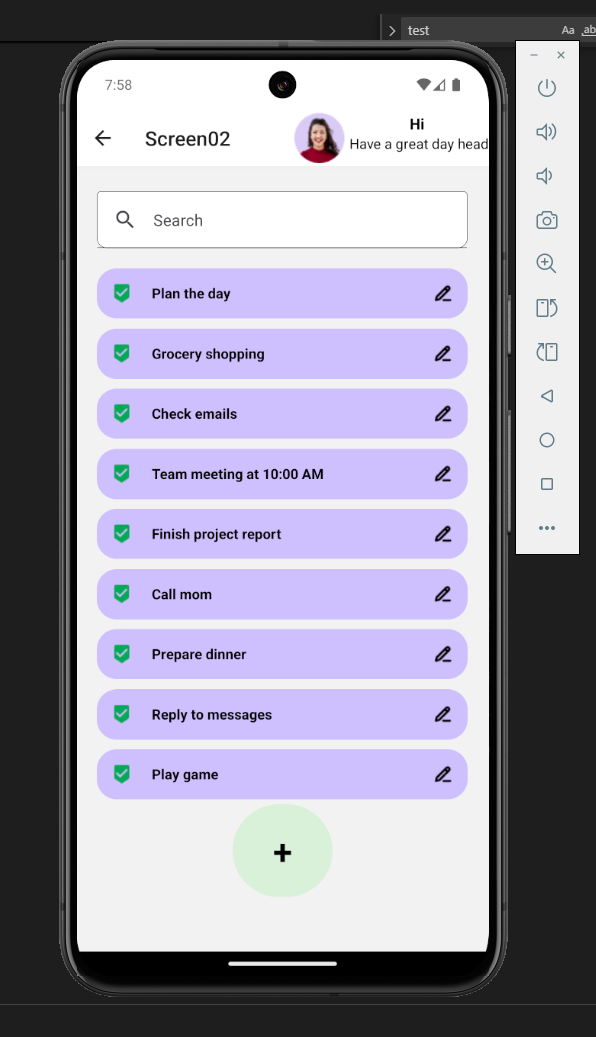 test
Aa
ab
7:58
Screen02
Hi
Have a great day head
Search
Plan the day
Grocery shopping
Check emails
Team meeting at 10:00 AM
Finish project report
Call mom
Prepare dinner
Reply to messages
Play game
+